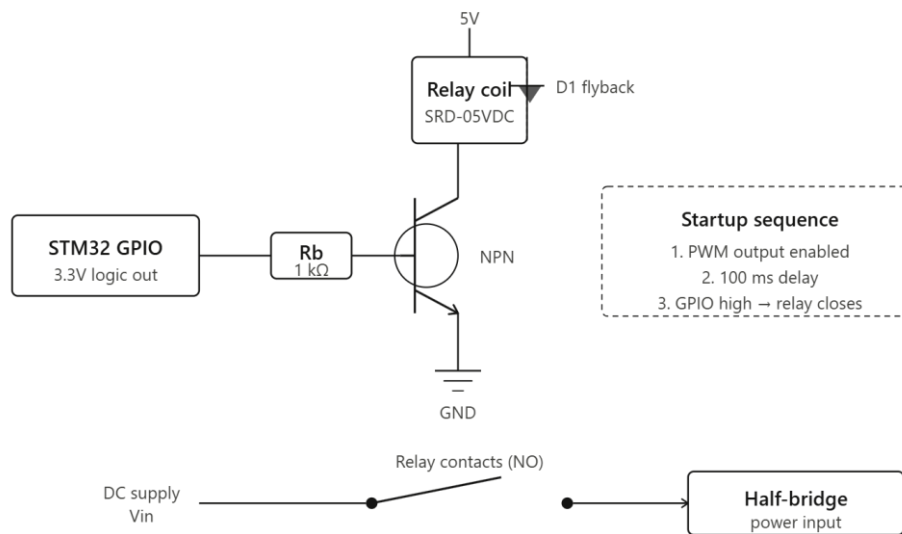 5V
Relay coil
SRD-05VDC
D1 flyback
STM32 GPIO
3.3V logic out
Rb
1 kΩ
NPN
Startup sequence
1. PWM output enabled
2. 100 ms delay
3. GPIO high → relay closes
GND
Relay contacts (NO)
DC supply
Vin
Half-bridge
power input